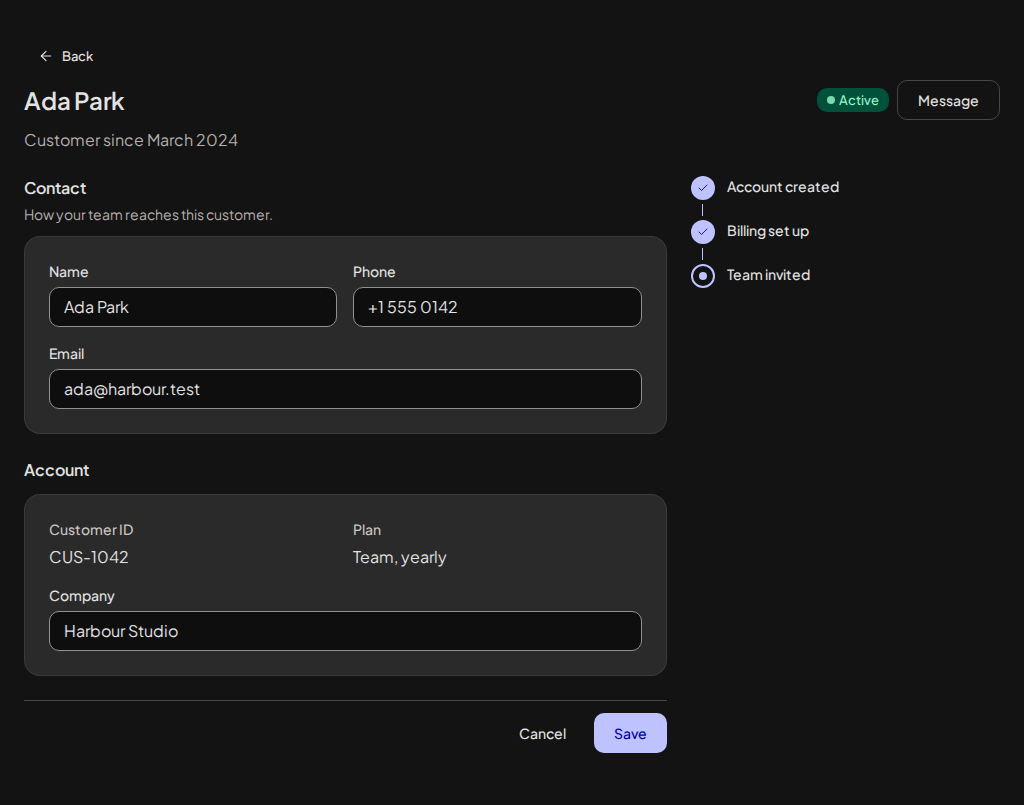 Back
Ada Park
Active
Message
Customer since March 2024
Contact
How your team reaches this customer.
Name
Phone
Ada Park
+1 555 0142
Email
ada@harbour.test
Account created
Billing set up
Team invited
Account
Customer ID
Plan
CUS-1042
Team, yearly
Company
Harbour Studio
Cancel
Save